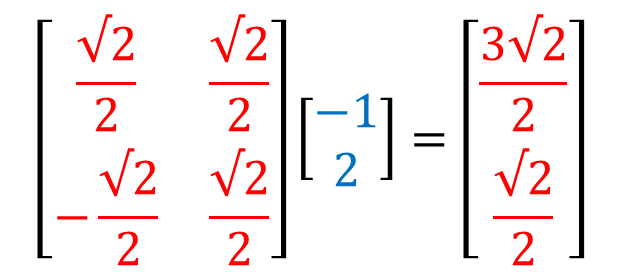 [√2/2 √2/2; -√2/2 √2/2] [-1; 2] = [3√2/2; √2/2]